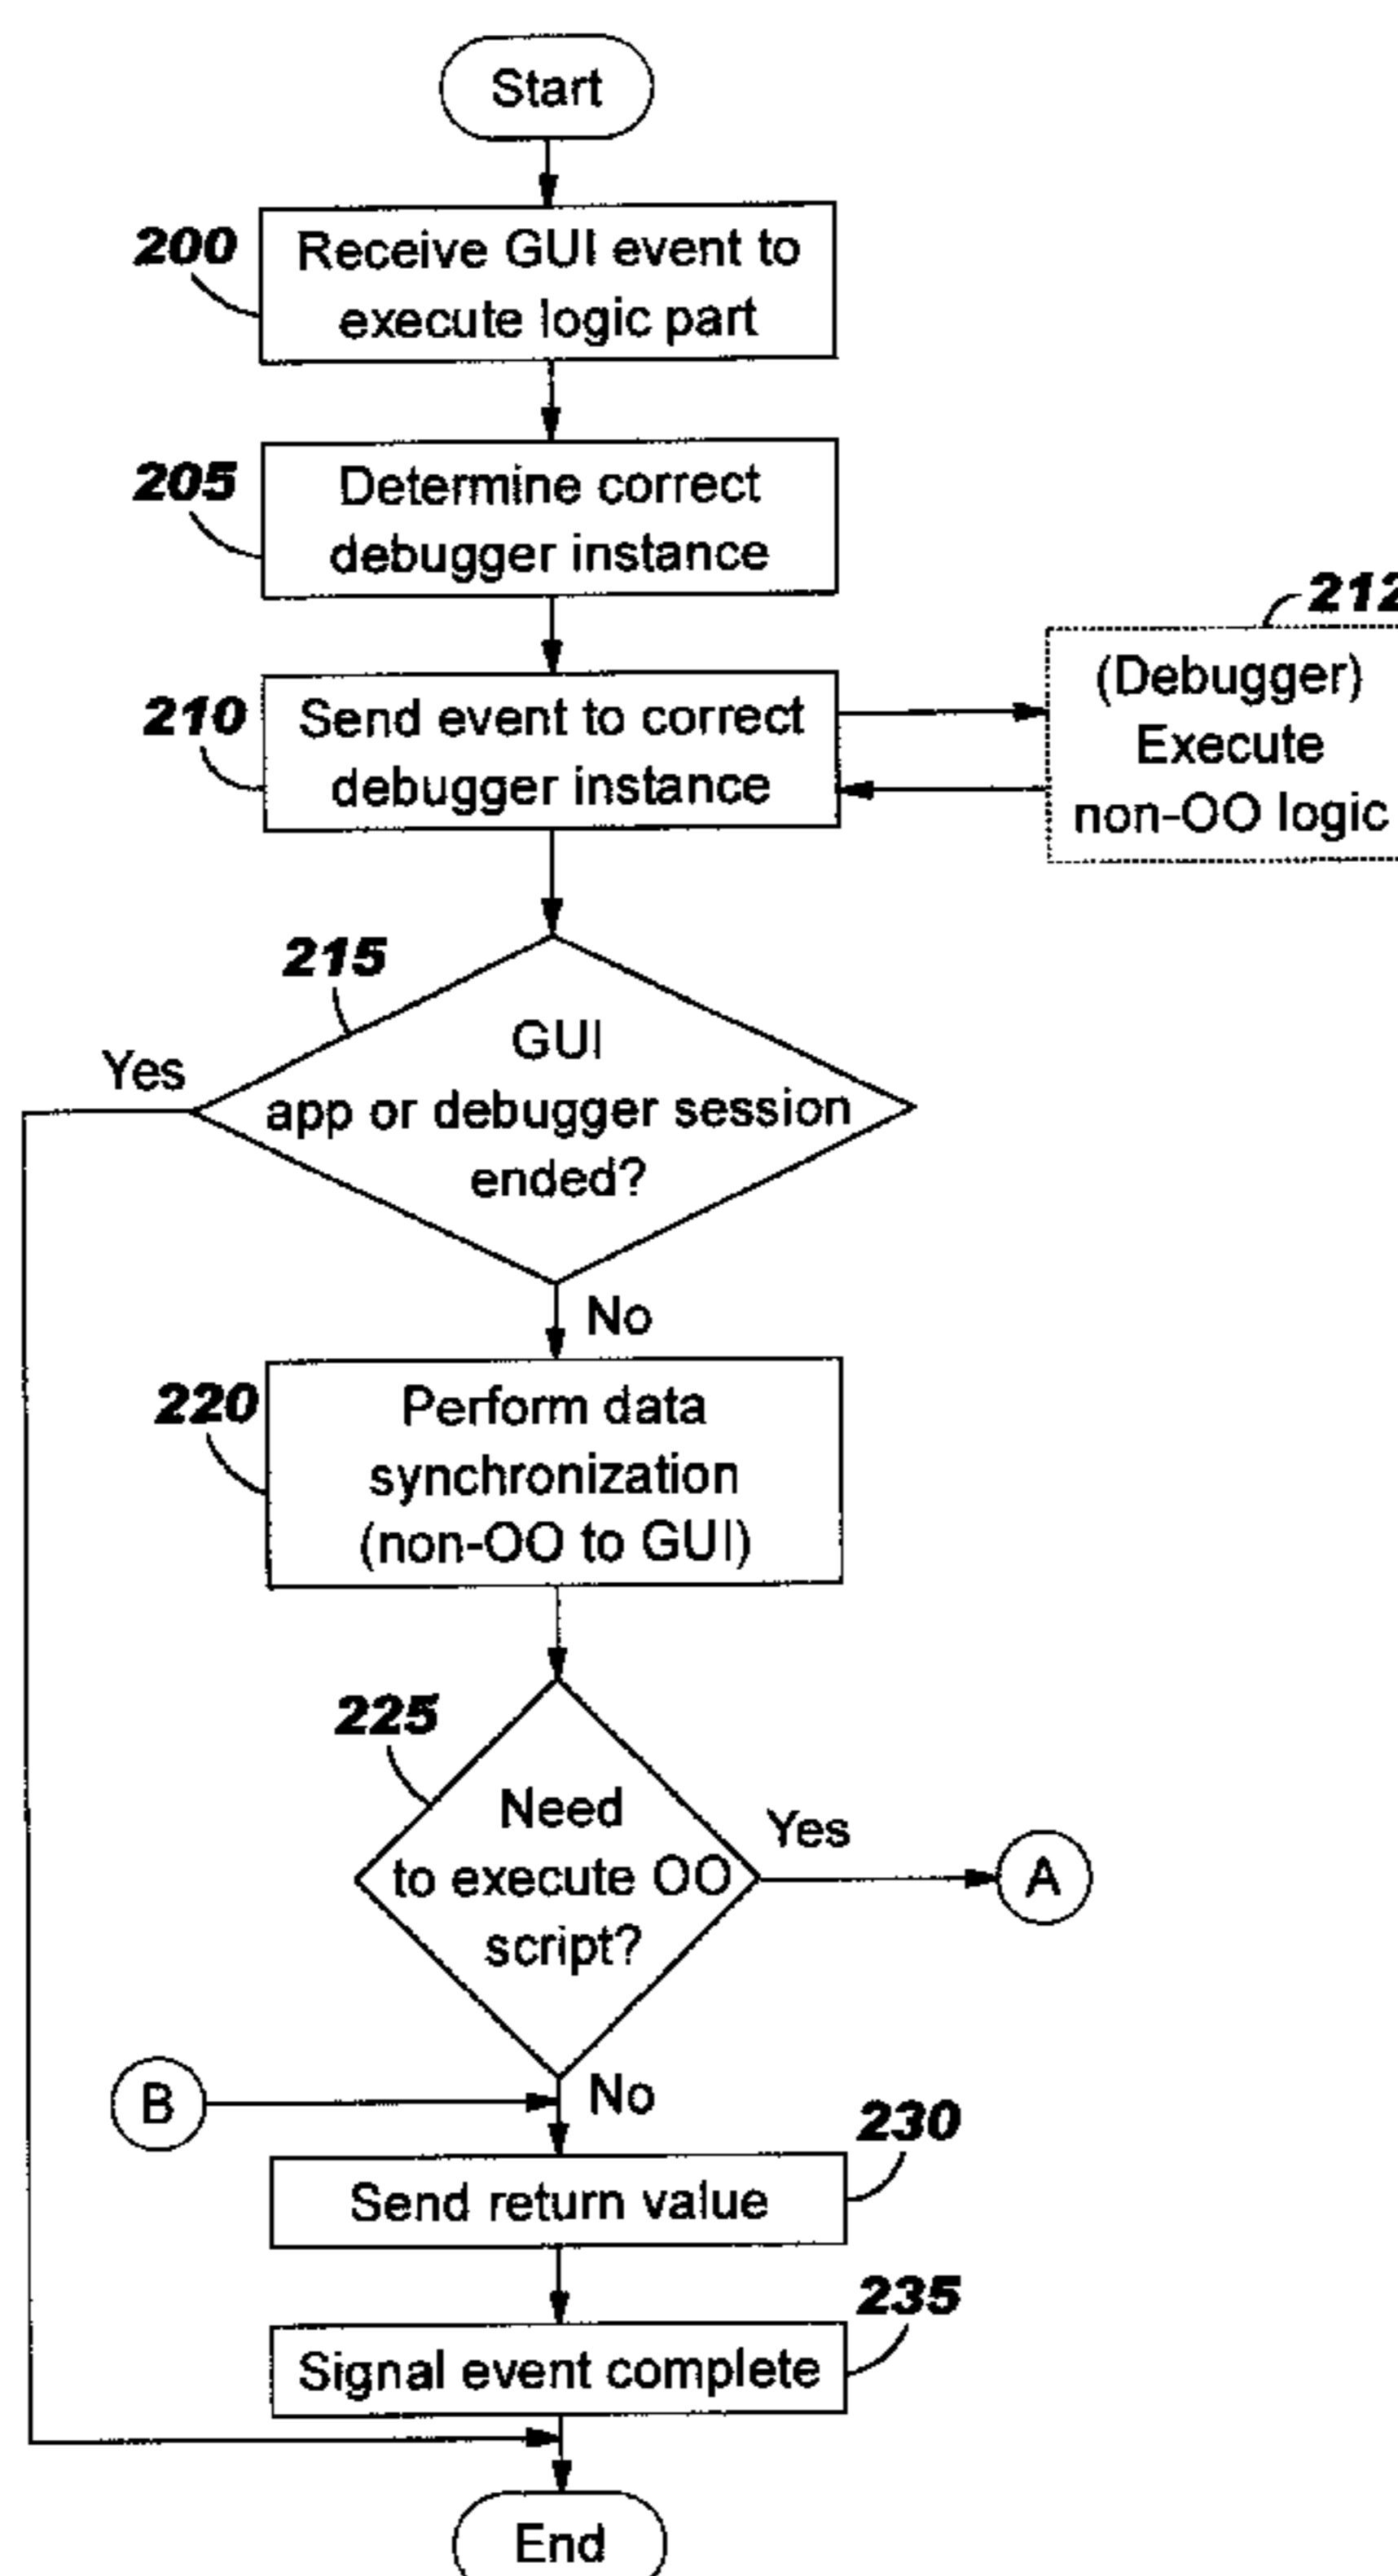 Start
200
Receive GUI event to
execute logic part
205
Determine correct
debugger instance
210
Send event to correct
debugger instance
212
(Debugger)
Execute
non-OO logic
215
GUI
app or debugger session
ended?
Yes
No
220
Perform data
synchronization
(non-OO to GUI)
225
Need
to execute OO
script?
Yes
A
No
B
230
Send return value
235
Signal event complete
End